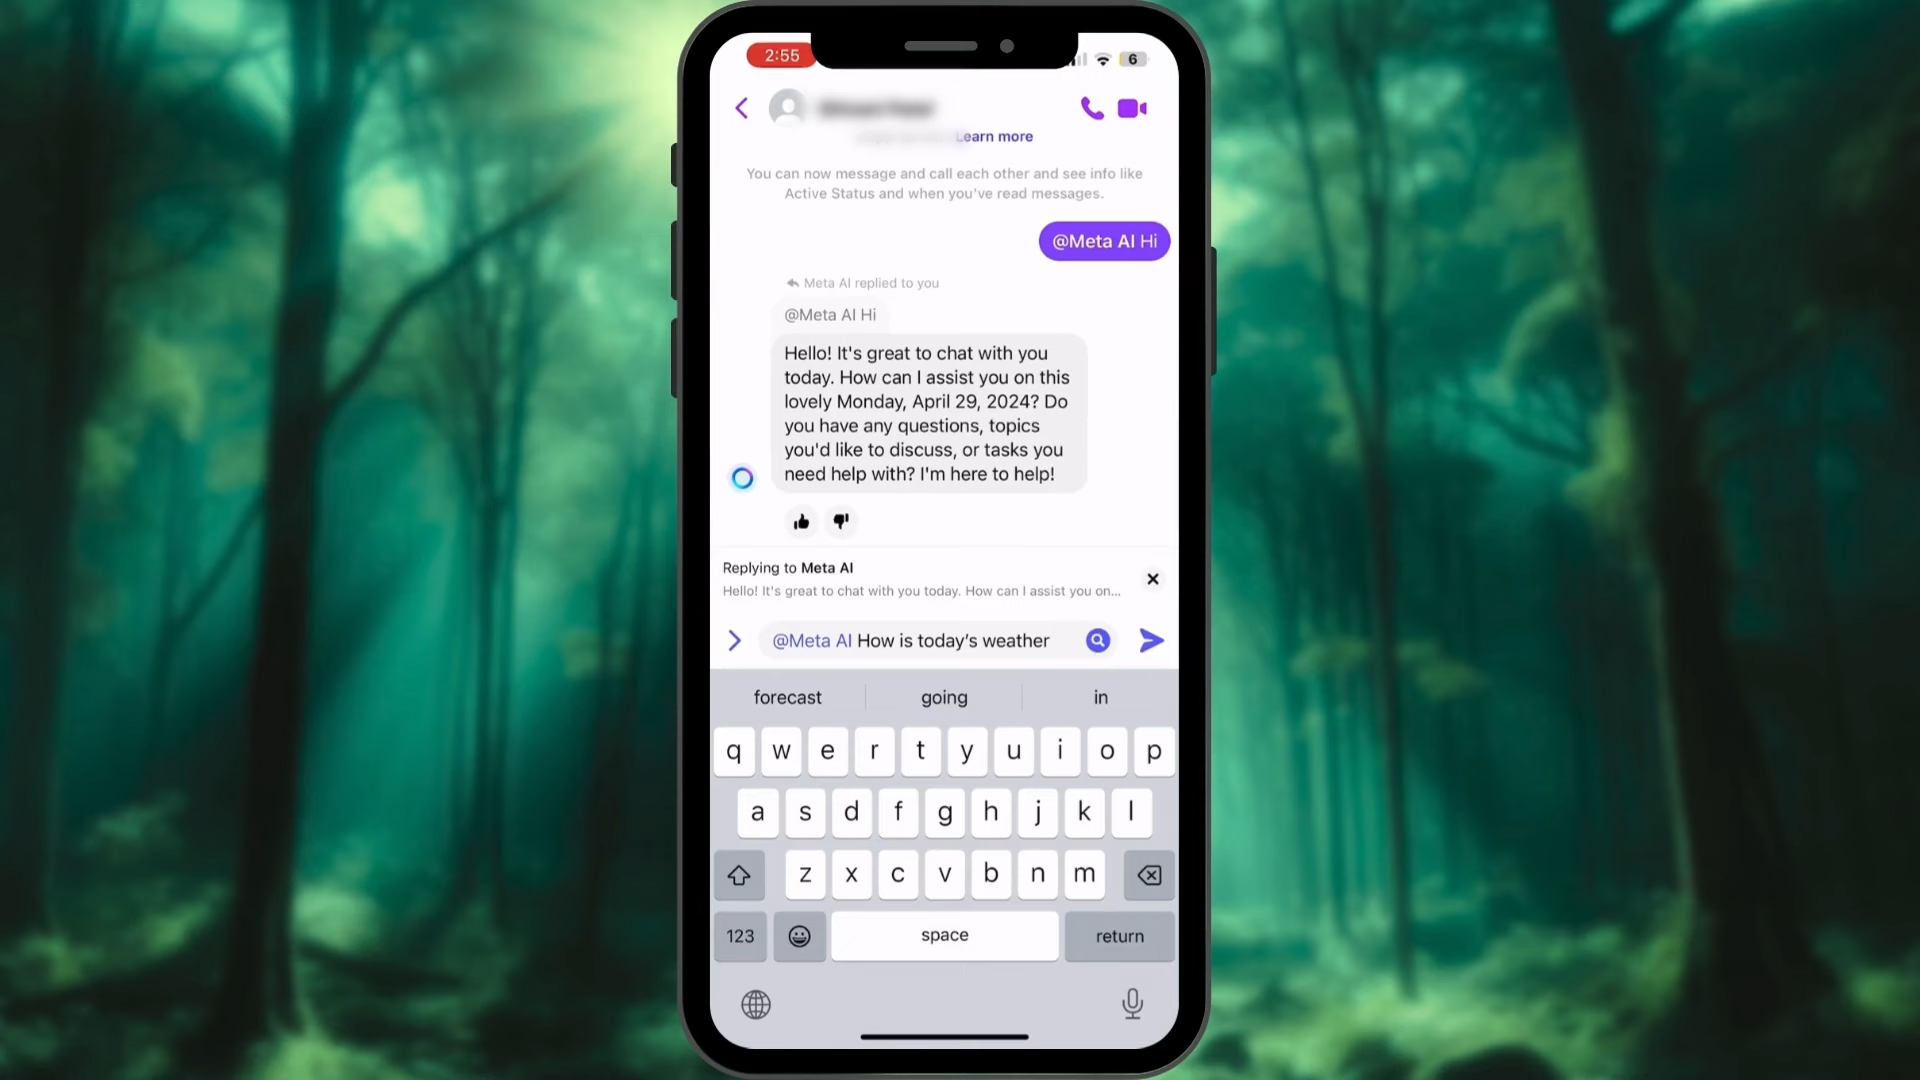 2:55
6
Learn more
You can now message and call each other and see info like
Active Status and when you've read messages.
@Meta AI Hi
Meta AI replied to you
@Meta AI Hi
Hello! It's great to chat with you
today. How can I assist you on this
lovely Monday, April 29, 2024? Do
you have any questions, topics
you'd like to discuss, or tasks you
need help with? I'm here to help!
Replying to Meta AI
Hello! It's great to chat with you today. How can I assist you on...
@Meta AI How is today’s weather
forecast going in
q w e r t y u i o p
a s d f g h j k l
z x c v b n m
123 space return